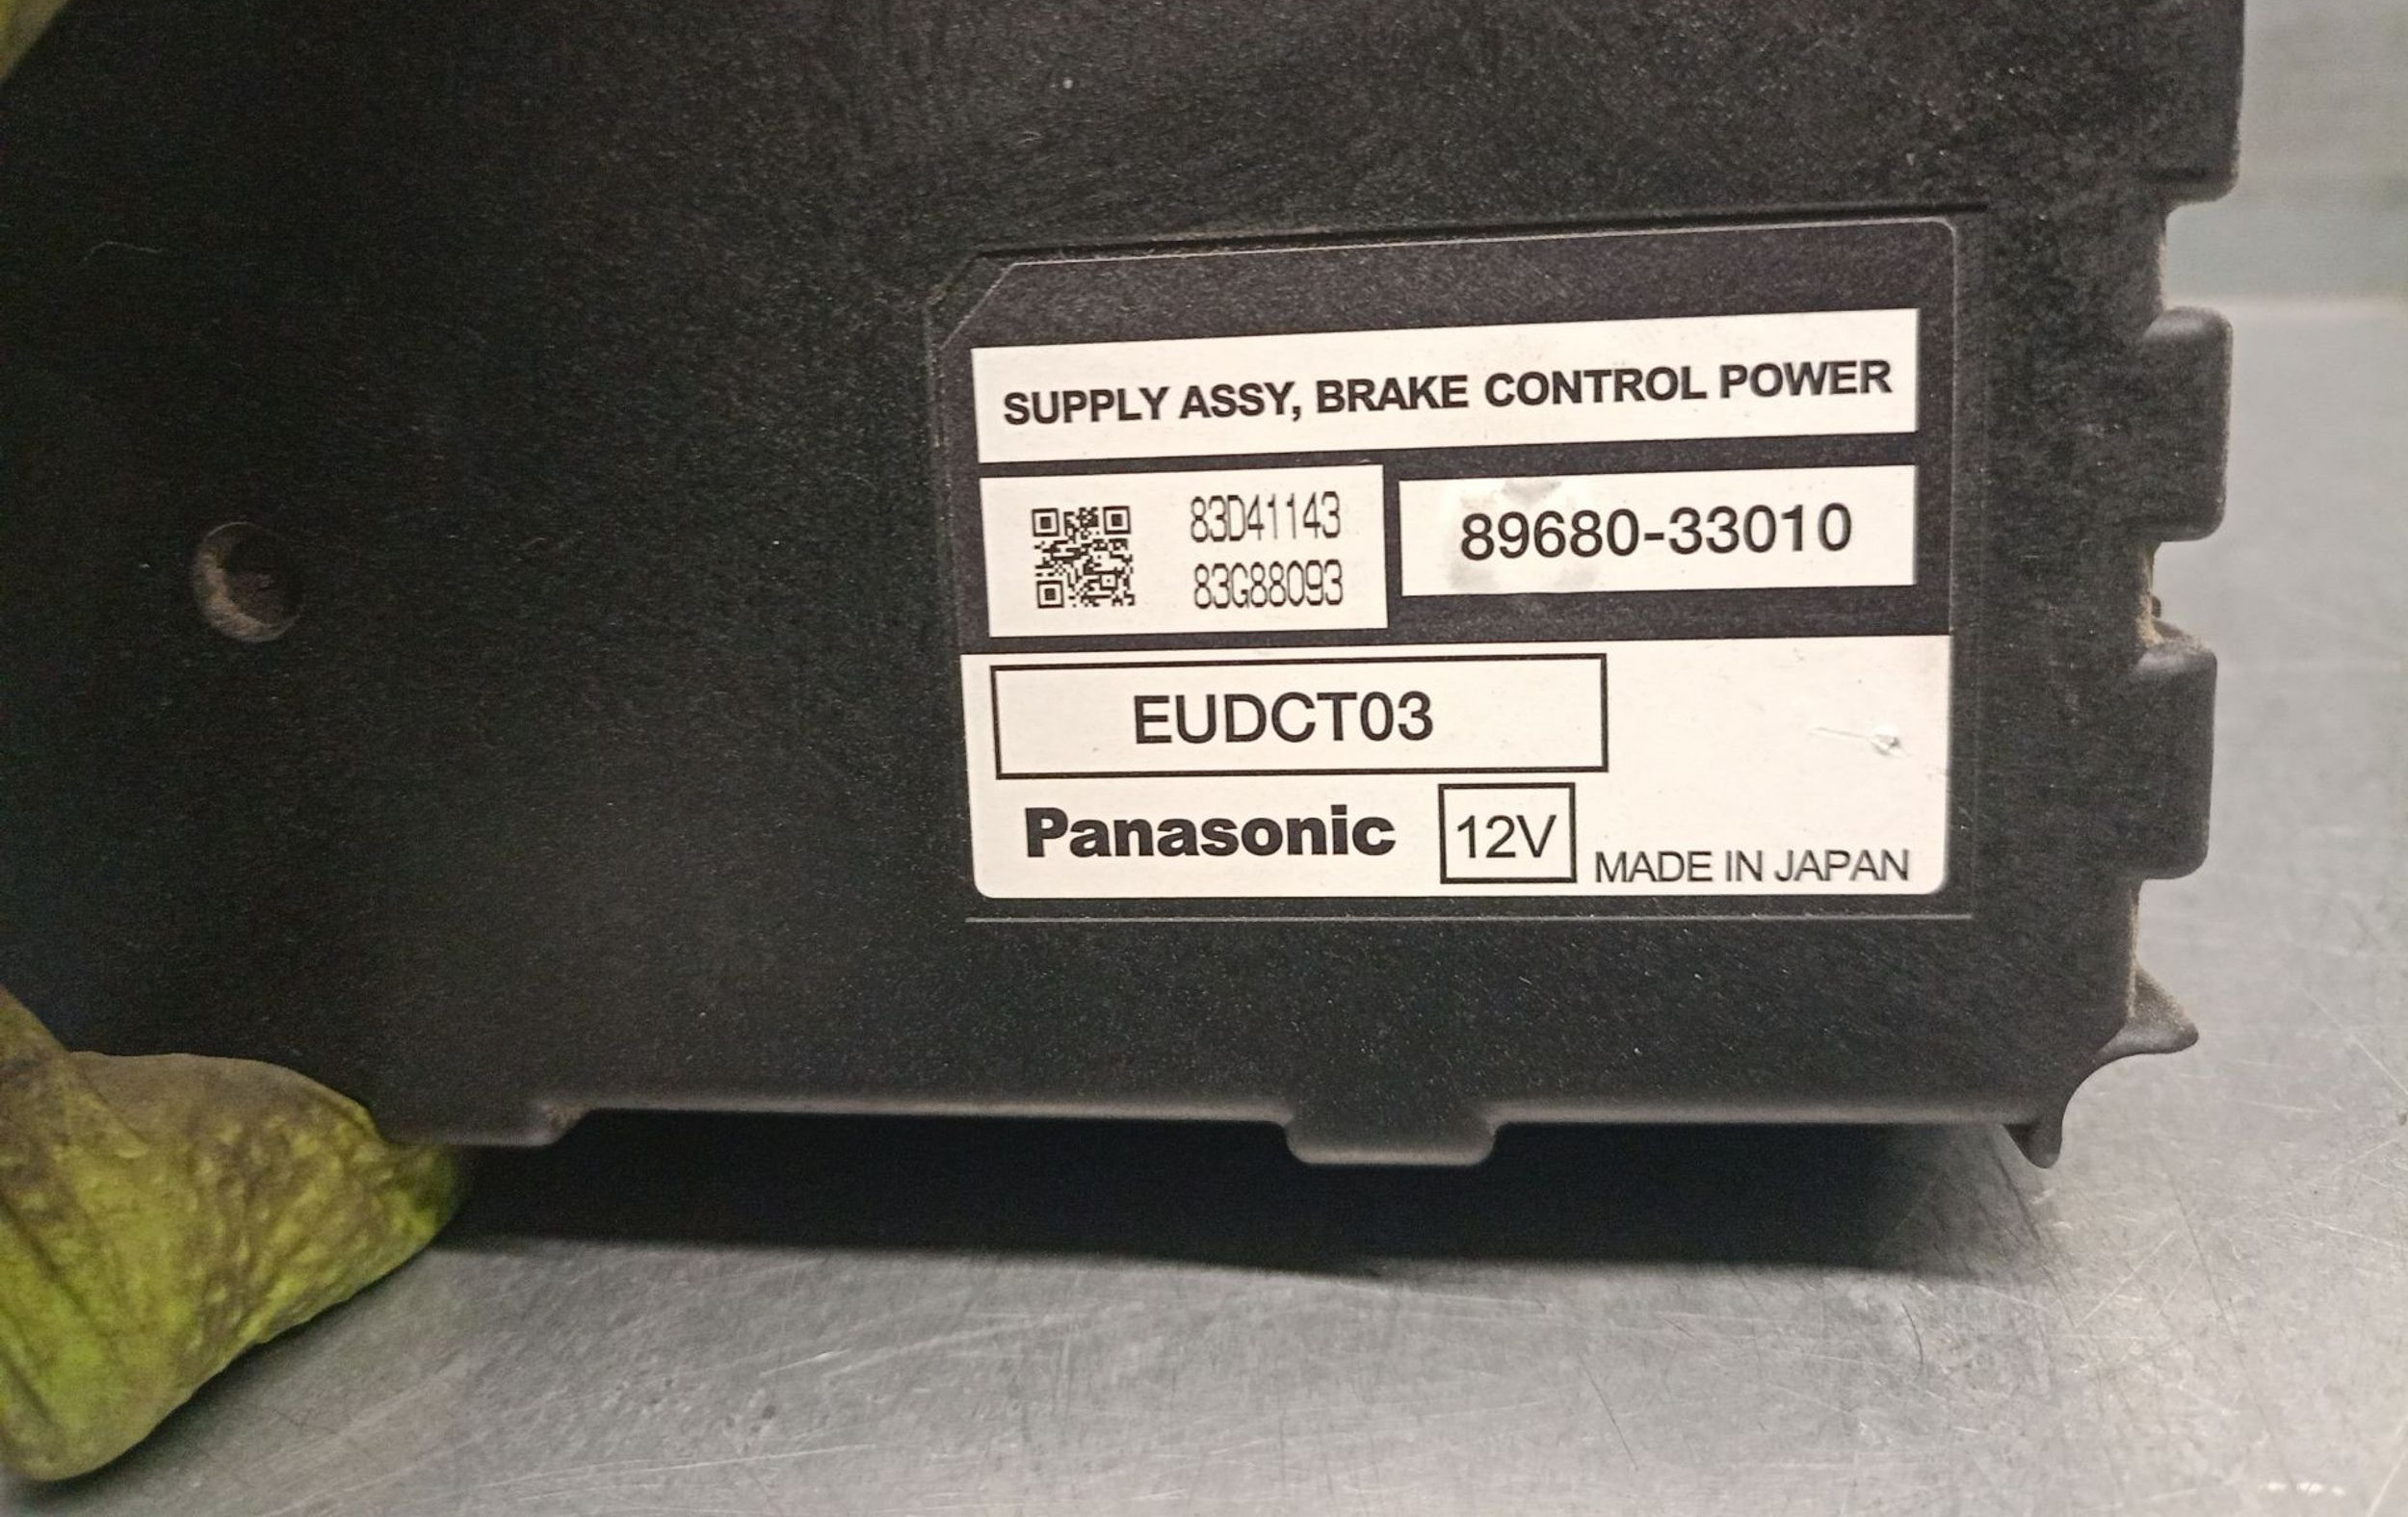 SUPPLY ASSY, BRAKE CONTROL POWER
83D41143
83G88093
89680-33010
EUDCT03
Panasonic 12V MADE IN JAPAN